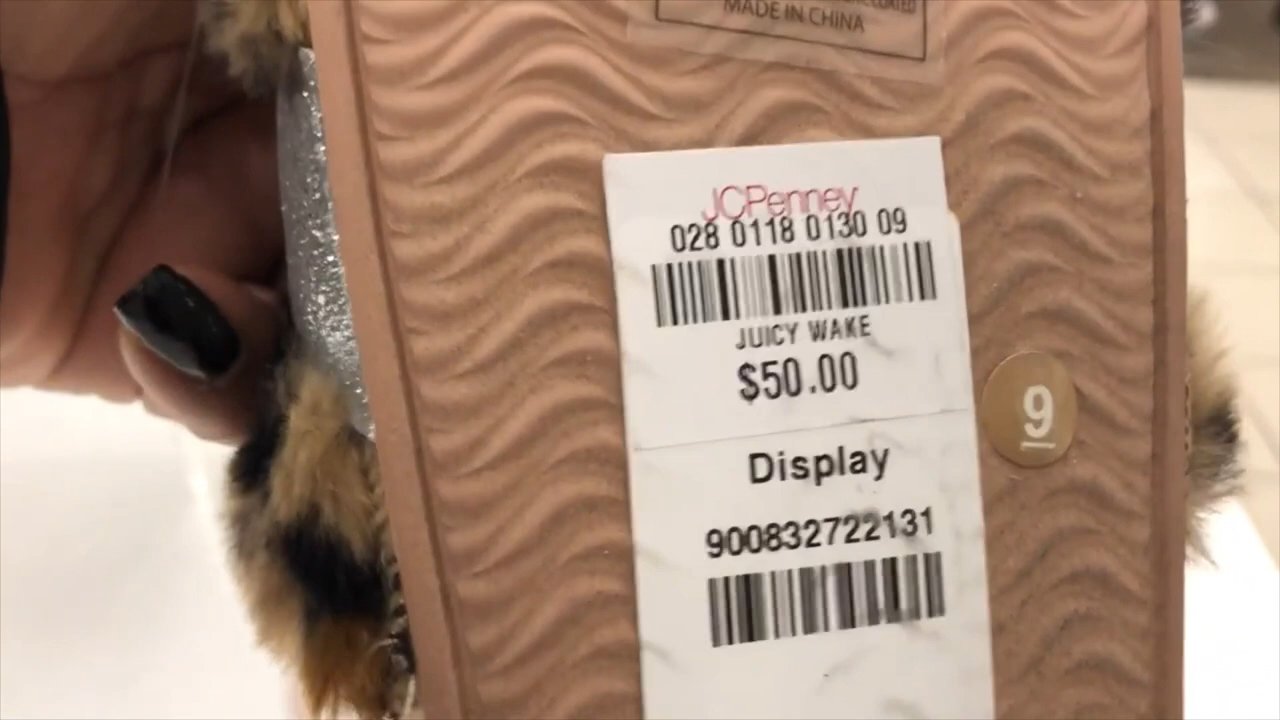 MADE IN CHINA
JCPenney
028 0118 0130 09
JUICY WAKE
$50.00
9
Display
900832722131